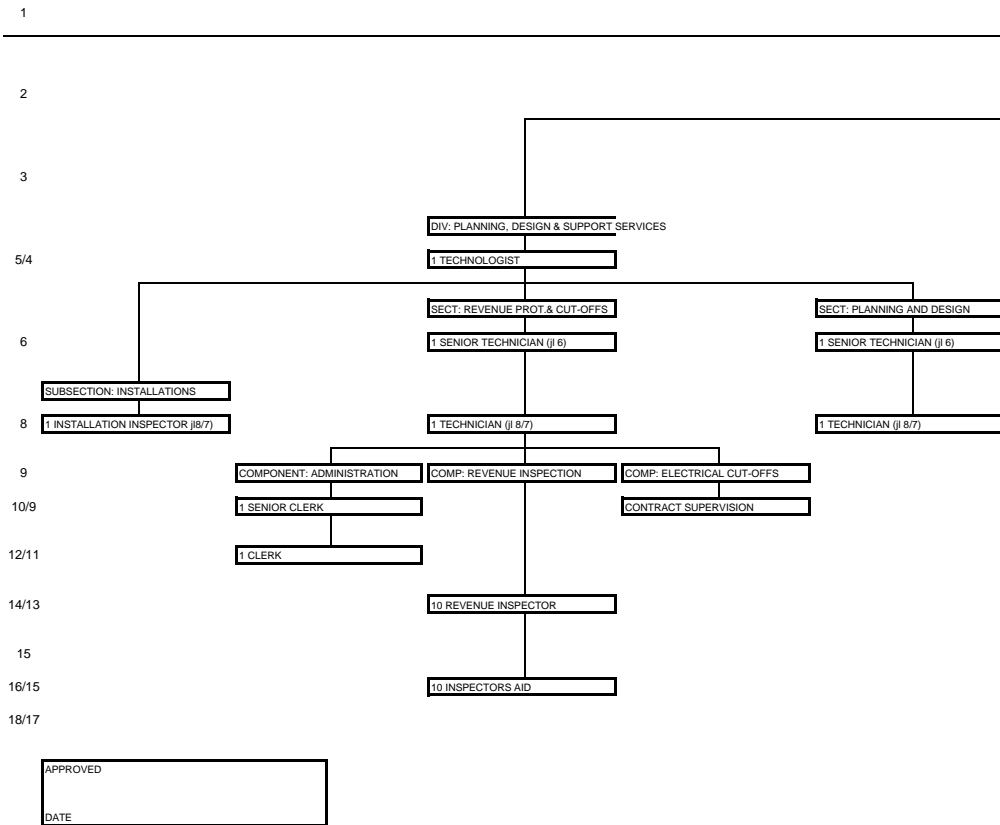 1
2
3
DIV: PLANNING, DESIGN & SUPPORT SERVICES
5/4
1 TECHNOLOGIST
SECT: REVENUE PROT.& CUT-OFFS
SECT: PLANNING AND DESIGN
6
1 SENIOR TECHNICIAN (jl 6)
1 SENIOR TECHNICIAN (jl 6)
SUBSECTION: INSTALLATIONS
8
1 INSTALLATION INSPECTOR jl8/7)
1 TECHNICIAN (jl 8/7)
1 TECHNICIAN (jl 8/7)
9
COMPONENT: ADMINISTRATION
COMP: REVENUE INSPECTION
COMP: ELECTRICAL CUT-OFFS
10/9
1 SENIOR CLERK
CONTRACT SUPERVISION
12/11
1 CLERK
14/13
10 REVENUE INSPECTOR
15
16/15
10 INSPECTORS AID
18/17
APPROVED
DATE